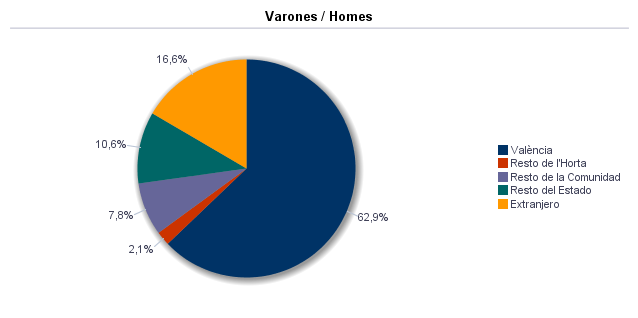 Varones / Homes
16,6%
10,6%
7,8%
2,1%
62,9%
València
Resto de l'Horta
Resto de la Comunidad
Resto del Estado
Extranjero